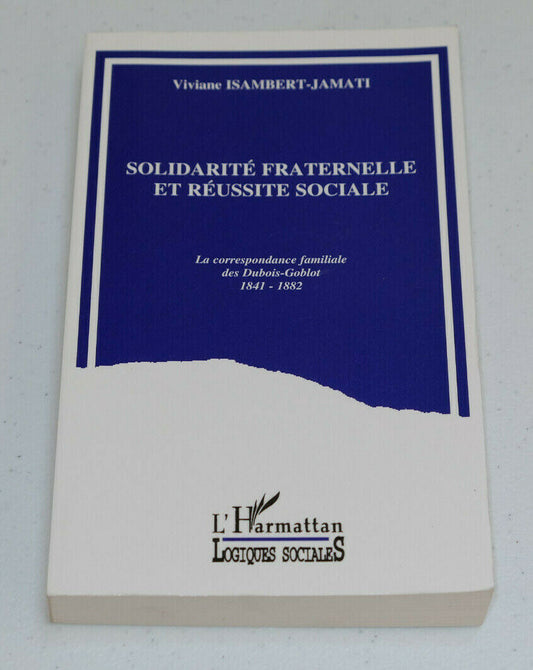 Viviane ISAMBERT-JAMATI
SOLIDARITÉ FRATERNELLE
ET RÉUSSITE SOCIALE
La correspondance familiale
des Dubois-Goblot
1841 - 1882
L'Harmattan
LOGIQUES SOCIALES